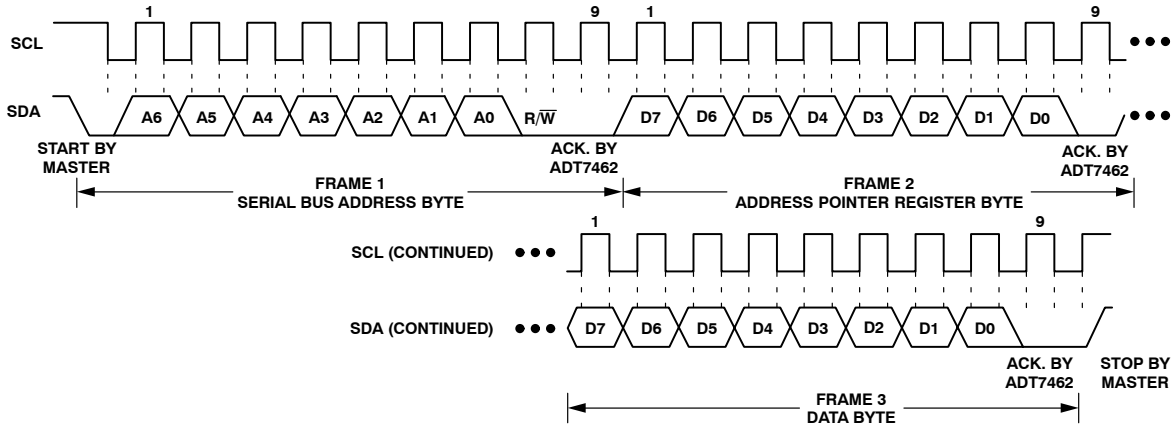 1 9 1 9
SCL
SDA A6 A5 A4 A3 A2 A1 A0 R/W̅ D7 D6 D5 D4 D3 D2 D1 D0
START BY
MASTER
ACK. BY
ADT7462
ACK. BY
ADT7462
FRAME 1
SERIAL BUS ADDRESS BYTE
FRAME 2
ADDRESS POINTER REGISTER BYTE
1 9
SCL (CONTINUED)
SDA (CONTINUED) D7 D6 D5 D4 D3 D2 D1 D0
ACK. BY
ADT7462
STOP BY
MASTER
FRAME 3
DATA BYTE